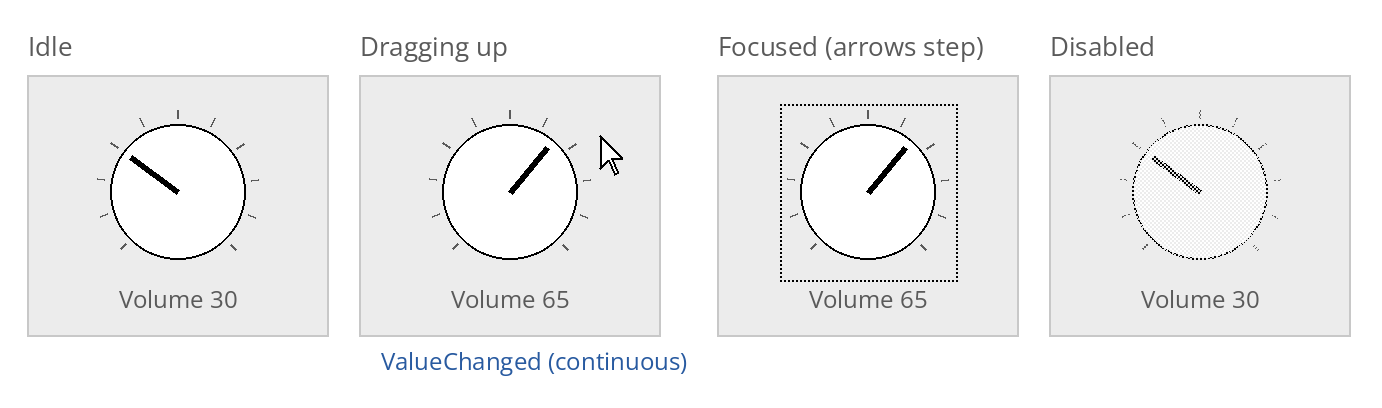 Idle
Dragging up
Focused (arrows step)
Disabled
Volume 30
Volume 65
Volume 65
Volume 30
ValueChanged (continuous)